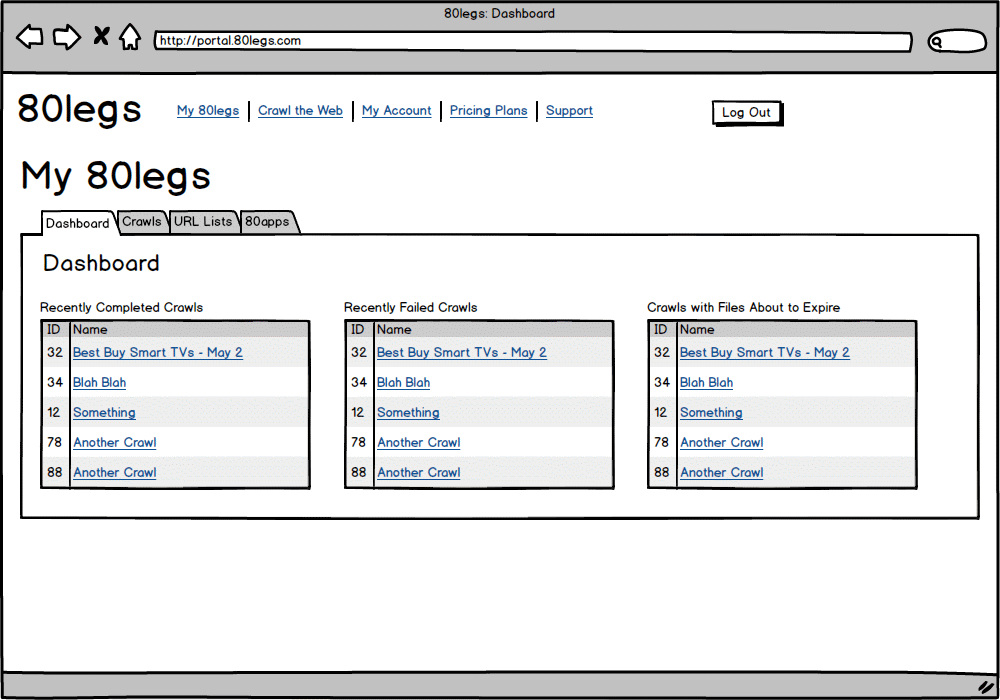 80legs: Dashboard
http://portal.80legs.com
80legs My 80legs Crawl the Web My Account Pricing Plans Support Log Out
My 80legs
Dashboard Crawls URL Lists 80apps
Dashboard
Recently Completed Crawls Recently Failed Crawls Crawls with Files About to Expire
ID Name ID Name ID Name
32 Best Buy Smart TVs - May 2 32 Best Buy Smart TVs - May 2 32 Best Buy Smart TVs - May 2
34 Blah Blah 34 Blah Blah 34 Blah Blah
12 Something 12 Something 12 Something
78 Another Crawl 78 Another Crawl 78 Another Crawl
88 Another Crawl 88 Another Crawl 88 Another Crawl